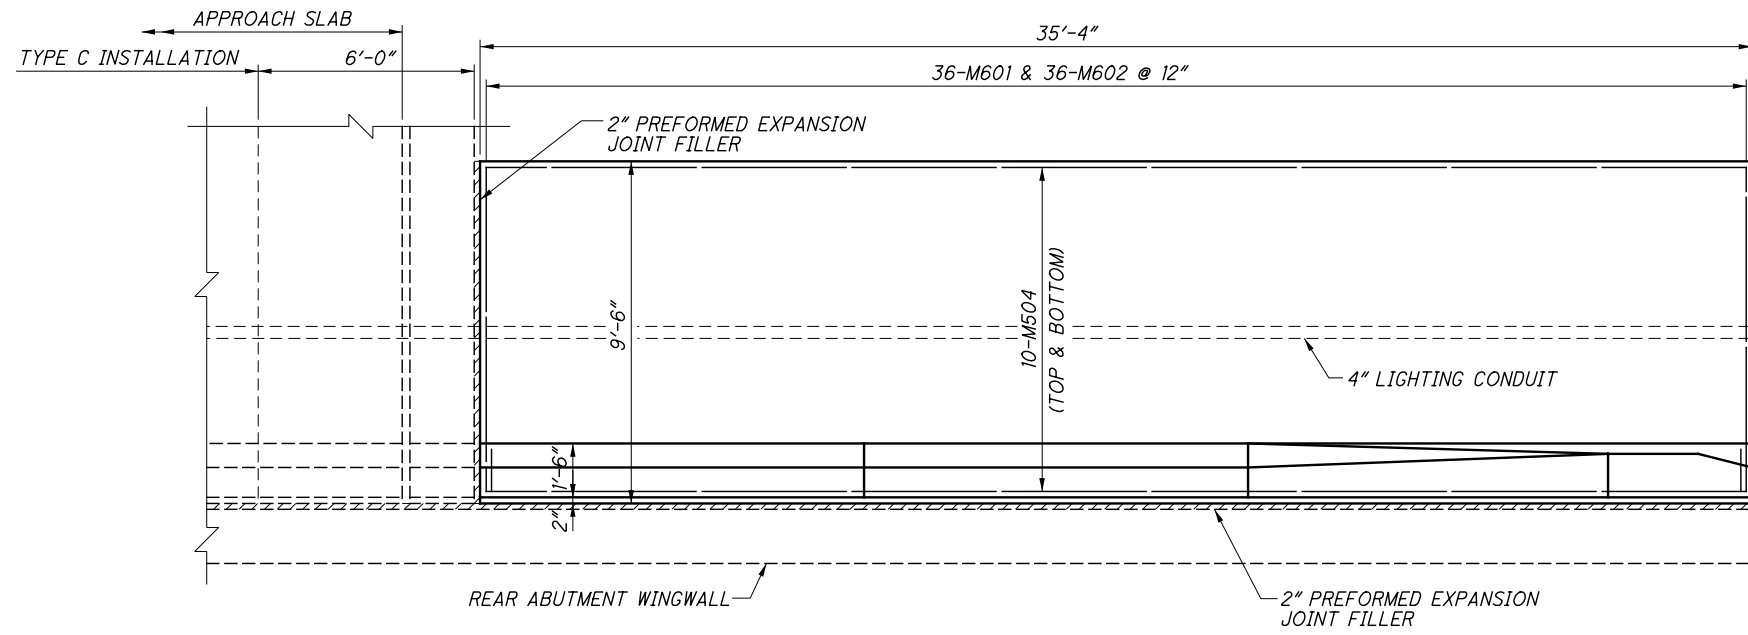 APPROACH SLAB
35'-4"
TYPE C INSTALLATION
6'-0"
36-M601 & 36-M602 @ 12"
2" PREFORMED EXPANSION
JOINT FILLER
9'-6"
10-M504
(TOP & BOTTOM)
4" LIGHTING CONDUIT
1'-6"
2"
REAR ABUTMENT WINGWALL
2" PREFORMED EXPANSION
JOINT FILLER